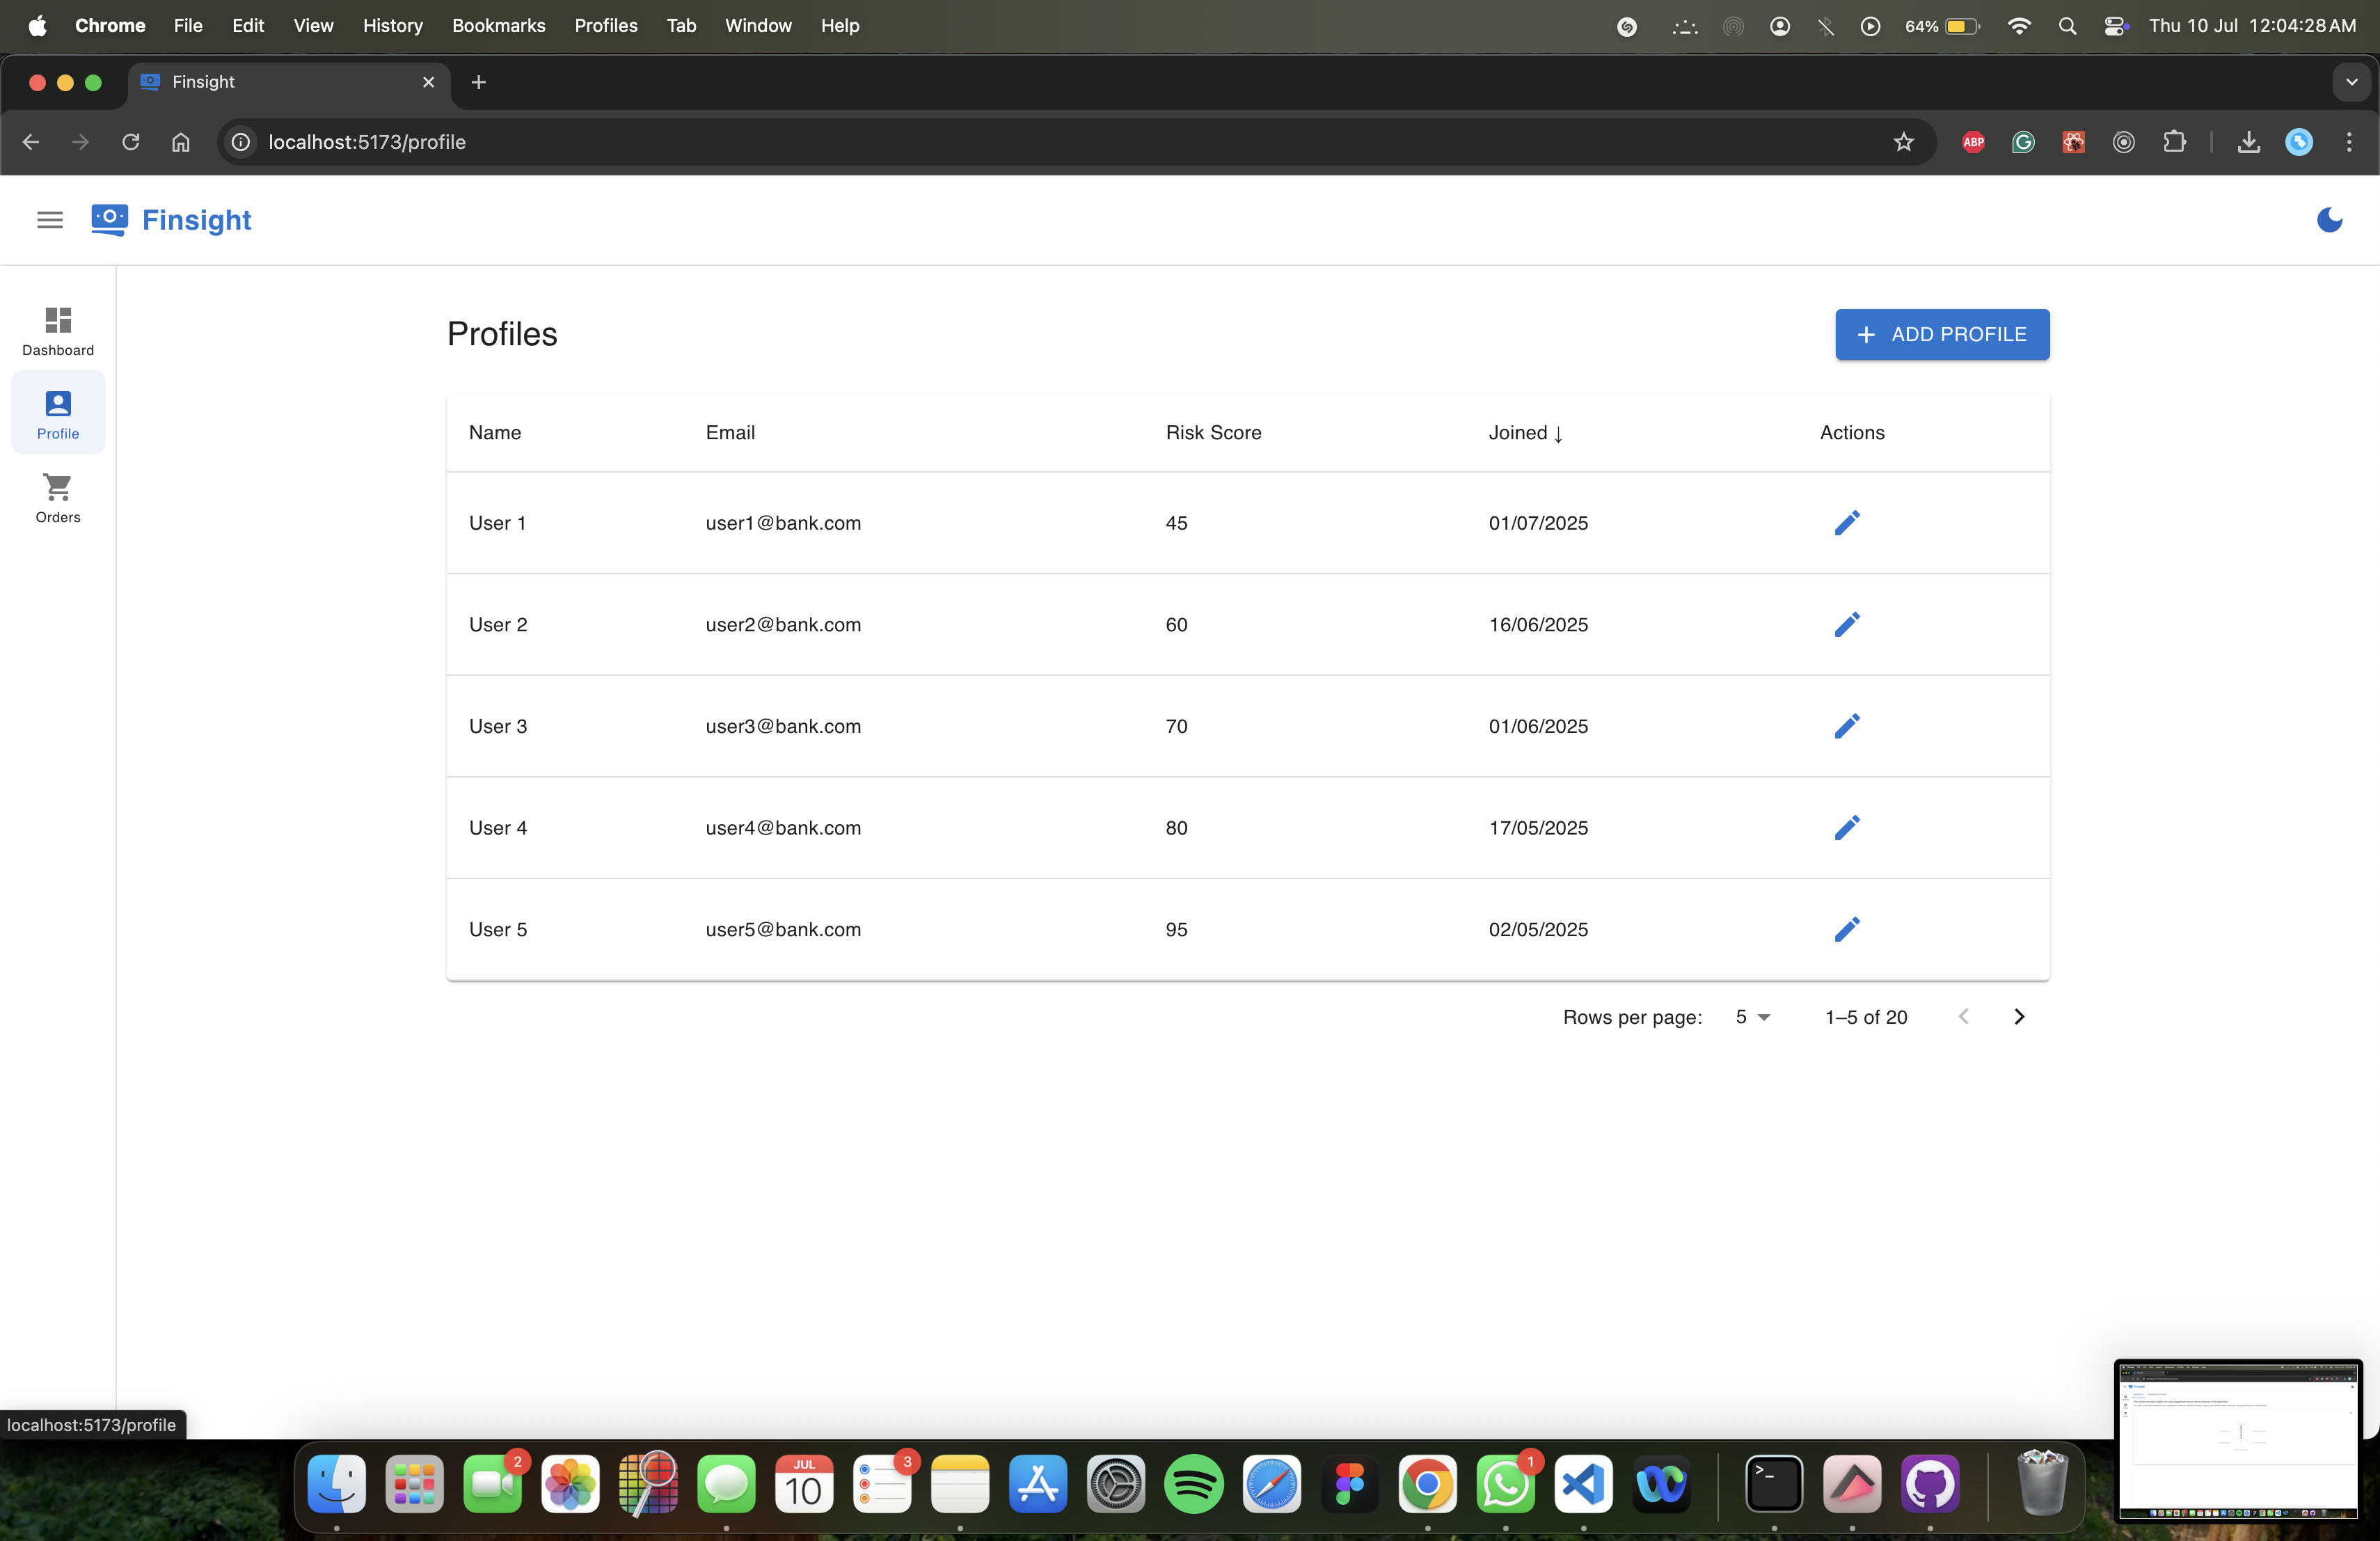 Chrome File Edit View History Bookmarks Profiles Tab Window Help 64% Thu 10 Jul 12:04:28 AM
Finsight
localhost:5173/profile ABP
Finsight
Dashboard
Profile
Orders
Profiles
ADD PROFILE
Name Email Risk Score Joined ↓ Actions
User 1 user1@bank.com 45 01/07/2025
User 2 user2@bank.com 60 16/06/2025
User 3 user3@bank.com 70 01/06/2025
User 4 user4@bank.com 80 17/05/2025
User 5 user5@bank.com 95 02/05/2025
Rows per page: 5 1–5 of 20
localhost:5173/profile
2 JUL 10 3 1